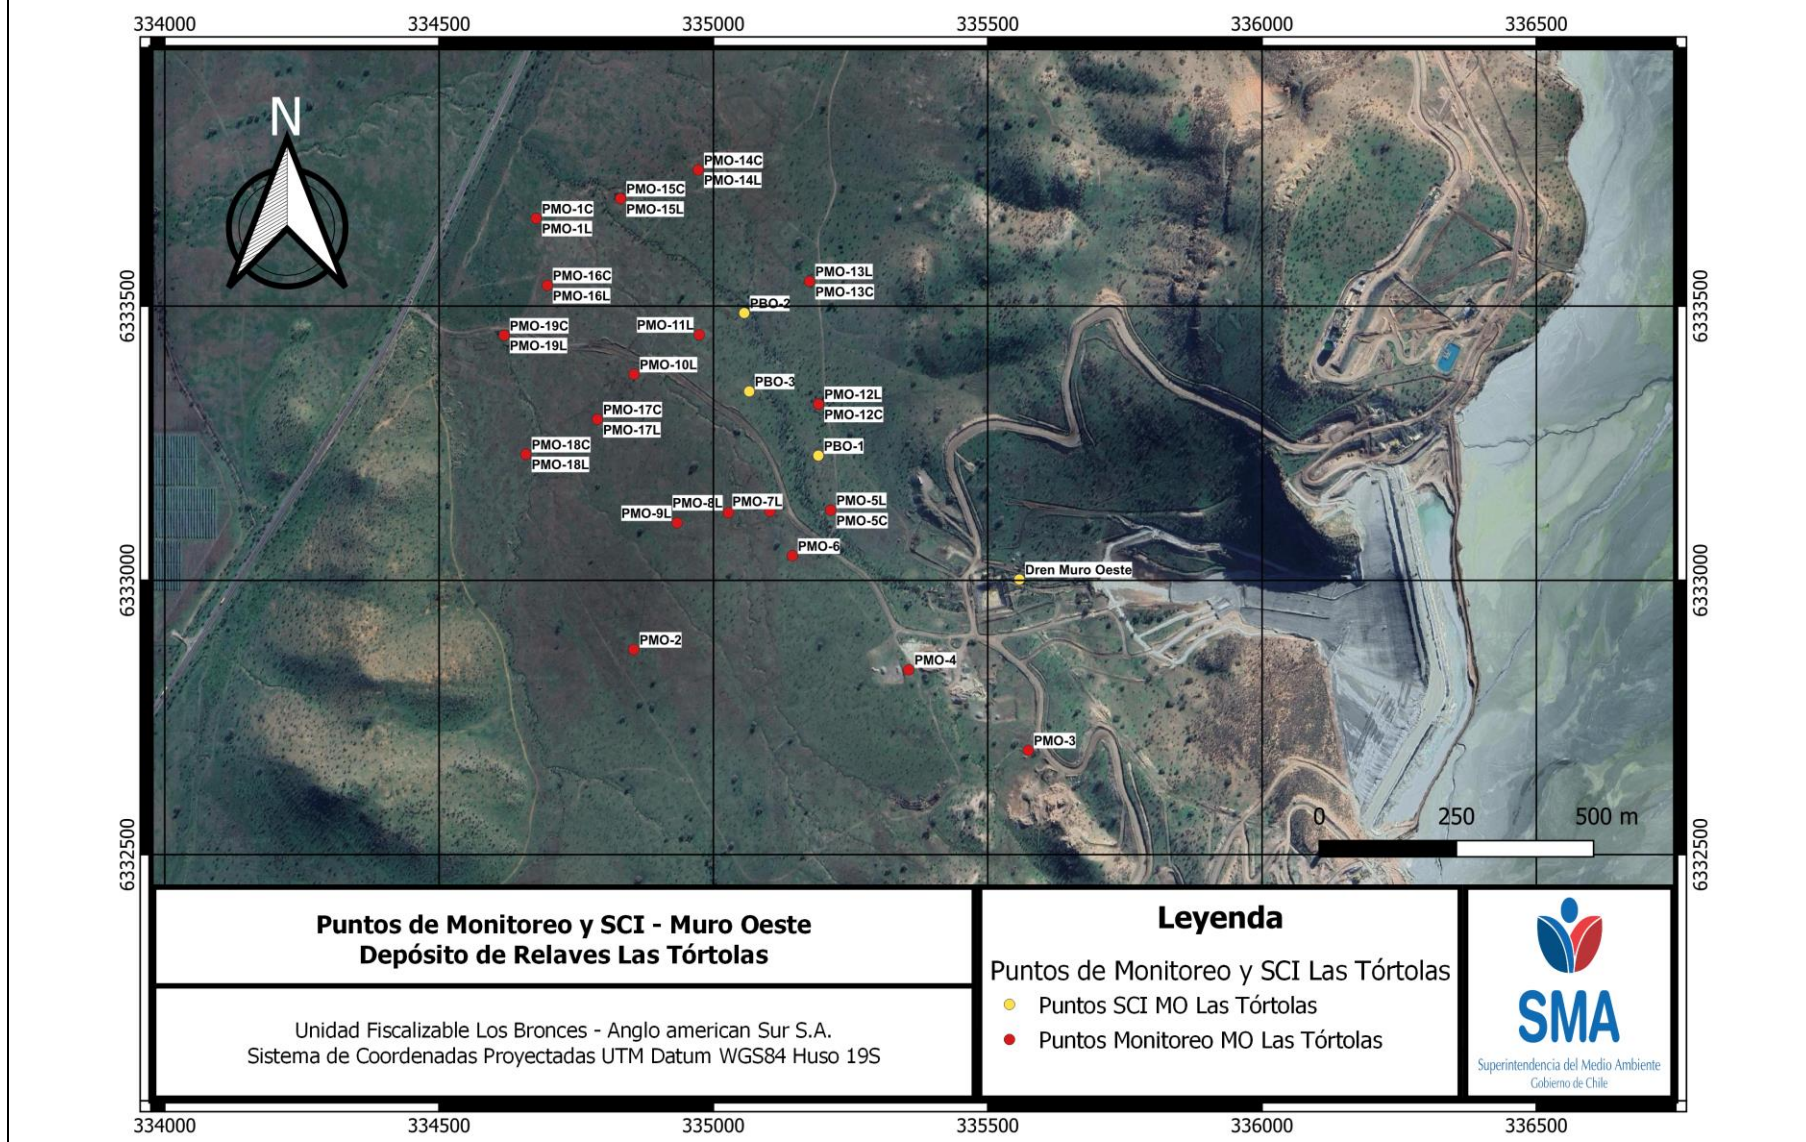 334000 334500 335000 335500 336000 336500
N
PMO-14C
PMO-14L
PMO-15C
PMO-15L
PMO-1C
PMO-1L
PMO-16C
PMO-16L
PMO-13L
PMO-13C
PBO-2
6333500
6333500
PMO-19C
PMO-19L
PMO-11L
PMO-10L
PBO-3
PMO-12L
PMO-12C
PMO-17C
PMO-17L
PMO-18C
PMO-18L
PBO-1
PMO-9L
PMO-8L
PMO-7L
PMO-5L
PMO-5C
PMO-6
Dren Muro Oeste
6333000
6333000
PMO-2
PMO-4
PMO-3
0 250 500 m
6332500
6332500
Puntos de Monitoreo y SCI - Muro Oeste
Depósito de Relaves Las Tórtolas
Unidad Fiscalizable Los Bronces - Anglo american Sur S.A.
Sistema de Coordenadas Proyectadas UTM Datum WGS84 Huso 19S
Leyenda
Puntos de Monitoreo y SCI Las Tórtolas
Puntos SCI MO Las Tórtolas
Puntos Monitoreo MO Las Tórtolas
SMA
Superintendencia del Medio Ambiente
Gobierno de Chile
334000 334500 335000 335500 336000 336500